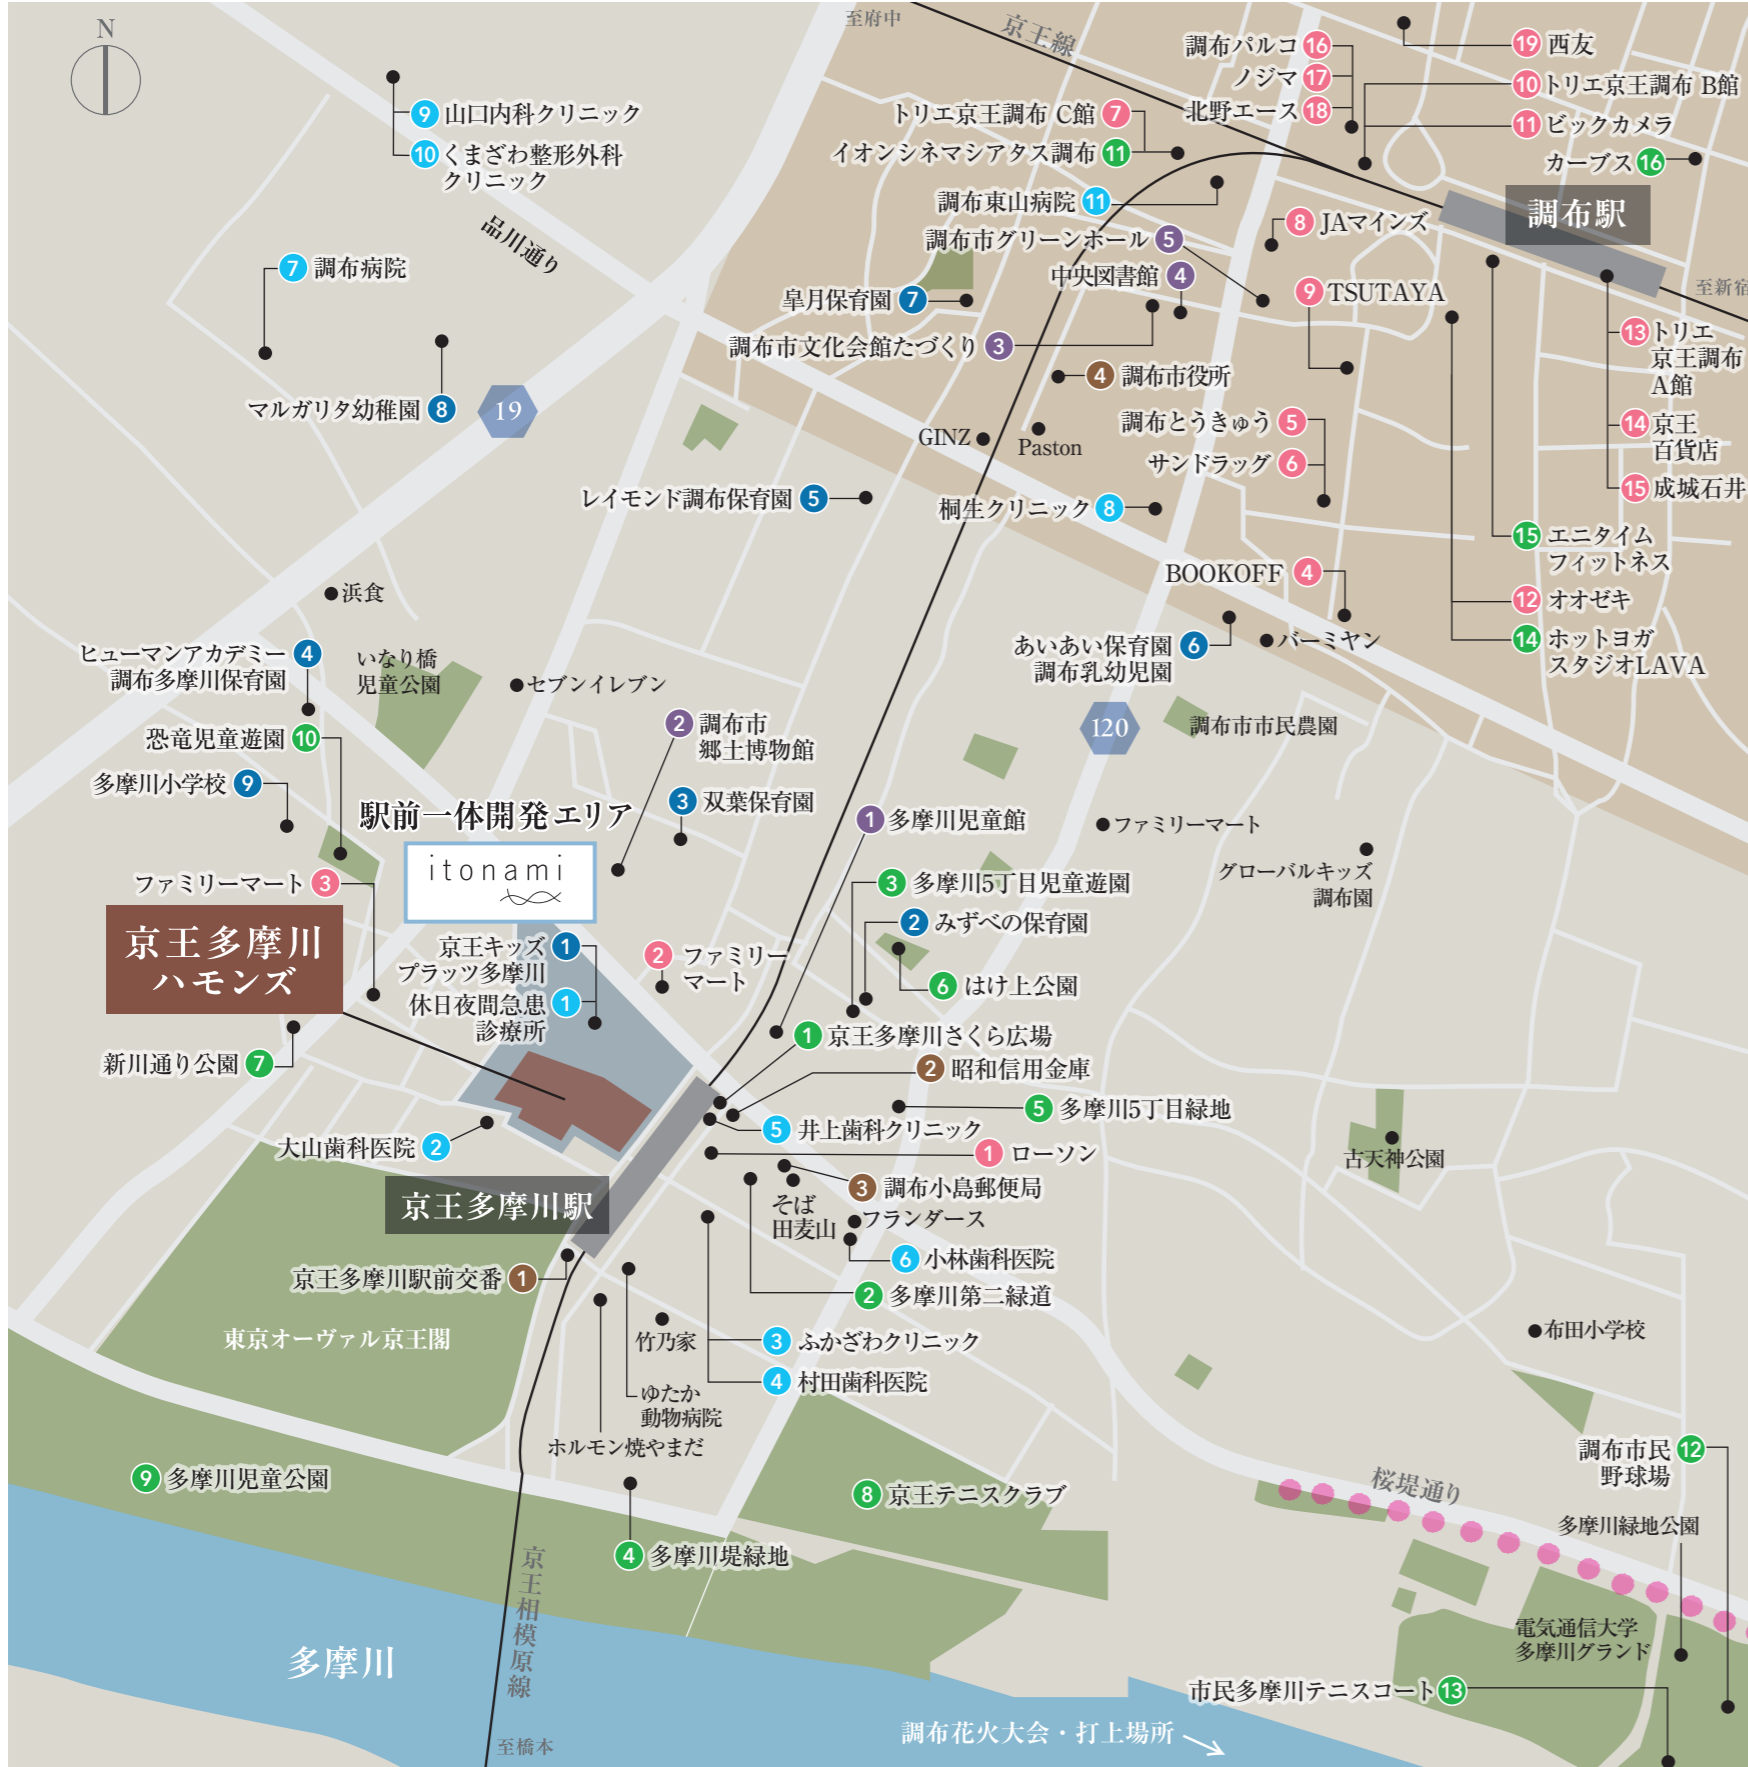 N
至府中
京王線
調布パルコ 16
ノジマ 17
北野エース 18
19 西友
10 トリエ京王調布 B館
11 ビックカメラ
カーブス 16
調布駅
至新宿
9 山口内科クリニック
10 くまざわ整形外科
クリニック
トリエ京王調布 C館 7
イオンシネマシアタス調布 11
調布東山病院 11
調布市グリーンホール 5
中央図書館 4
8 JAマインズ
9 TSUTAYA
品川通り
7 調布病院
皐月保育園 7
調布市文化会館たづくり 3
4 調布市役所
13 トリエ
京王調布
A館
14 京王
百貨店
15 成城石井
マルガリタ幼稚園 8
19
GINZ
Paston
調布とうきゅう 5
サンドラッグ 6
レイモンド調布保育園 5
桐生クリニック 8
15 エニタイム
フィットネス
BOOKOFF 4
12 オオゼキ
14 ホットヨガ
スタジオLAVA
浜食
あいあい保育園 6
調布乳幼児園
バーミヤン
ヒューマンアカデミー 4
調布多摩川保育園
いなり橋
児童公園
セブンイレブン
120
調布市市民農園
恐竜児童遊園 10
2 調布市
郷土博物館
多摩川小学校 9
駅前一体開発エリア
itonami
3 双葉保育園
1 多摩川児童館
ファミリーマート
グローバルキッズ
調布園
ファミリーマート 3
3 多摩川5丁目児童遊園
2 みずべの保育園
京王多摩川
ハモンズ
京王キッズ 1
プラッツ多摩川
休日夜間急患 1
診療所
2 ファミリー
マート
6 はけ上公園
新川通り公園 7
1 京王多摩川さくら広場
2 昭和信用金庫
5 多摩川5丁目緑地
大山歯科医院 2
5 井上歯科クリニック
1 ローソン
古天神公園
京王多摩川駅
3 調布小島郵便局
そば
田麦山
フランダース
6 小林歯科医院
京王多摩川駅前交番 1
2 多摩川第二緑道
東京オーヴァル京王閣
竹乃家
3 ふかざわクリニック
4 村田歯科医院
布田小学校
ゆたか
動物病院
ホルモン焼やまだ
調布市民 12
野球場
9 多摩川児童公園
8 京王テニスクラブ
桜堤通り
多摩川緑地公園
4 多摩川堤緑地
京王相模原線
電気通信大学
多摩川グランド
多摩川
市民多摩川テニスコート 13
調布花火大会・打上場所
至橋本